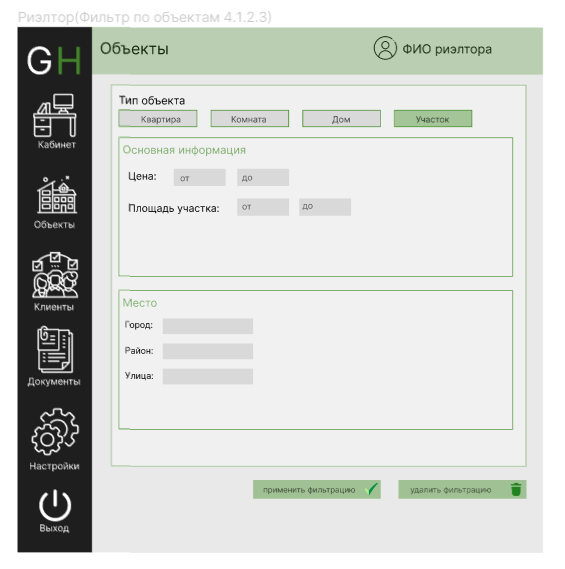 Риэлтор(Фильтр по объектам 4.1.2.3)
GH
Объекты
ФИО риэлтора
Кабинет
Объекты
Клиенты
Документы
Настройки
Выход
Тип объекта
Квартира Комната Дом Участок
Основная информация
Цена: от до
Площадь участка: от до
Место
Город:
Район:
Улица:
применить фильтрацию удалить фильтрацию